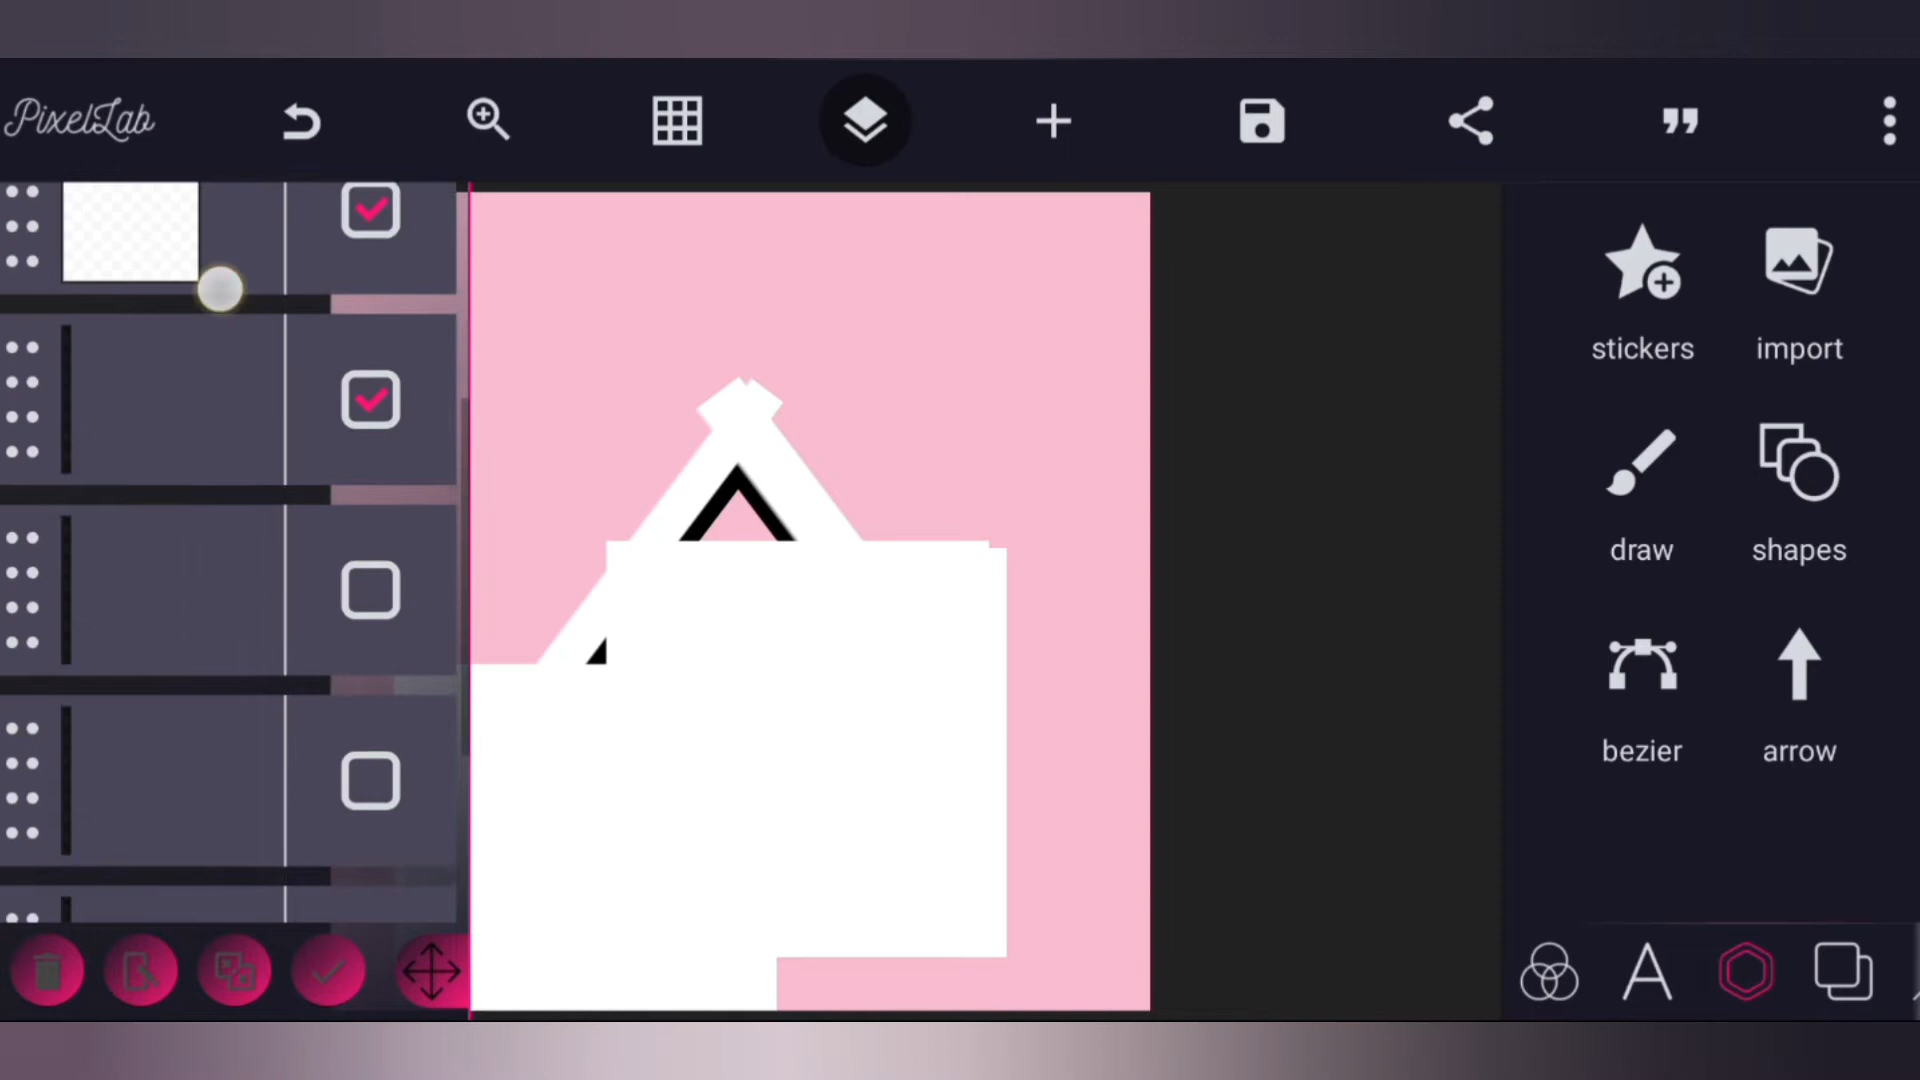 PixelLab
stickers
import
draw
shapes
bezier
arrow